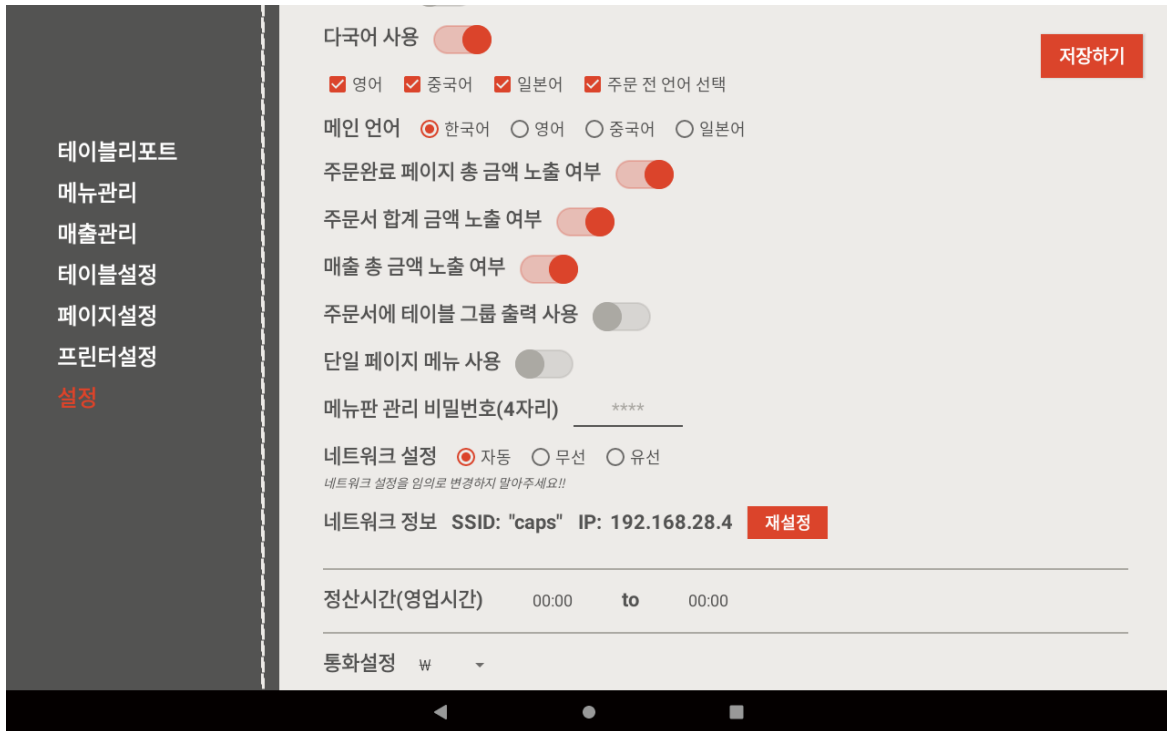 다국어 사용
저장하기
영어 중국어 일본어 주문 전 언어 선택
메인 언어 한국어 영어 중국어 일본어
주문완료 페이지 총 금액 노출 여부
주문서 합계 금액 노출 여부
매출 총 금액 노출 여부
주문서에 테이블 그룹 출력 사용
단일 페이지 메뉴 사용
메뉴판 관리 비밀번호(4자리) ****
네트워크 설정 자동 무선 유선
네트워크 설정을 임의로 변경하지 말아주세요!!
네트워크 정보 SSID: "caps" IP: 192.168.28.4 재설정
정산시간(영업시간) 00:00 to 00:00
통화설정 ₩
테이블리포트
메뉴관리
매출관리
테이블설정
페이지설정
프린터설정
설정